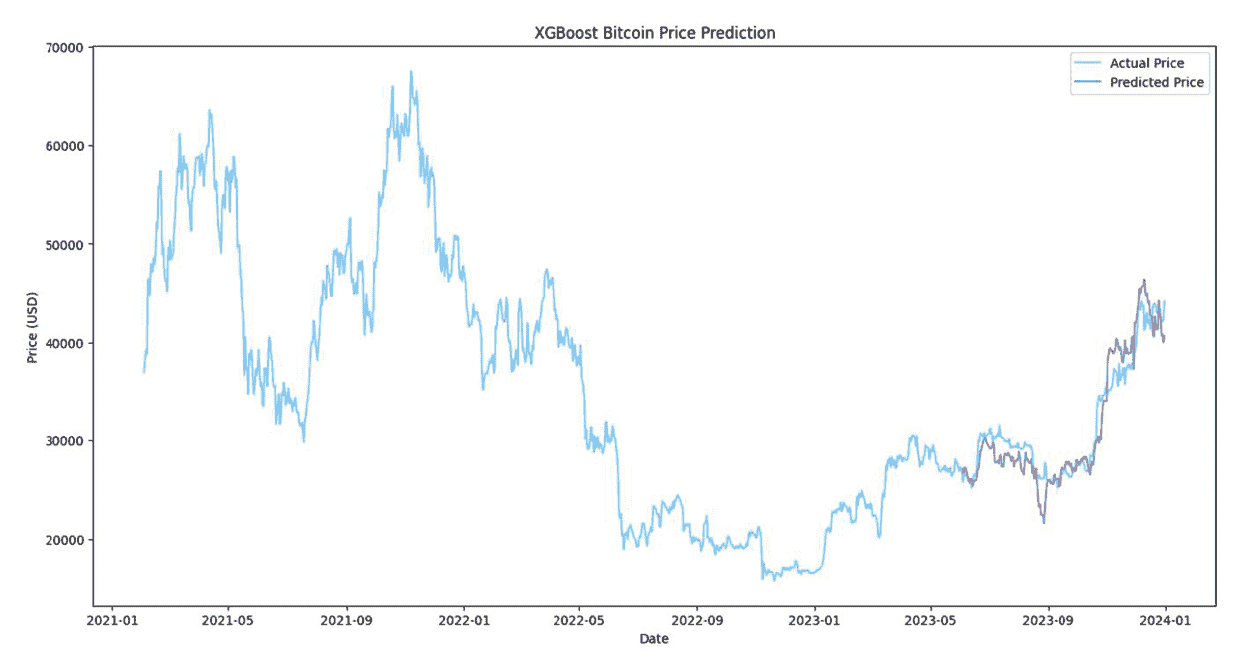 XGBoost Bitcoin Price Prediction
Actual Price
Predicted Price
70000
60000
50000
40000
30000
20000
Price (USD)
2021-01 2021-05 2021-09 2022-01 2022-05 2022-09 2023-01 2023-05 2023-09 2024-01
Date